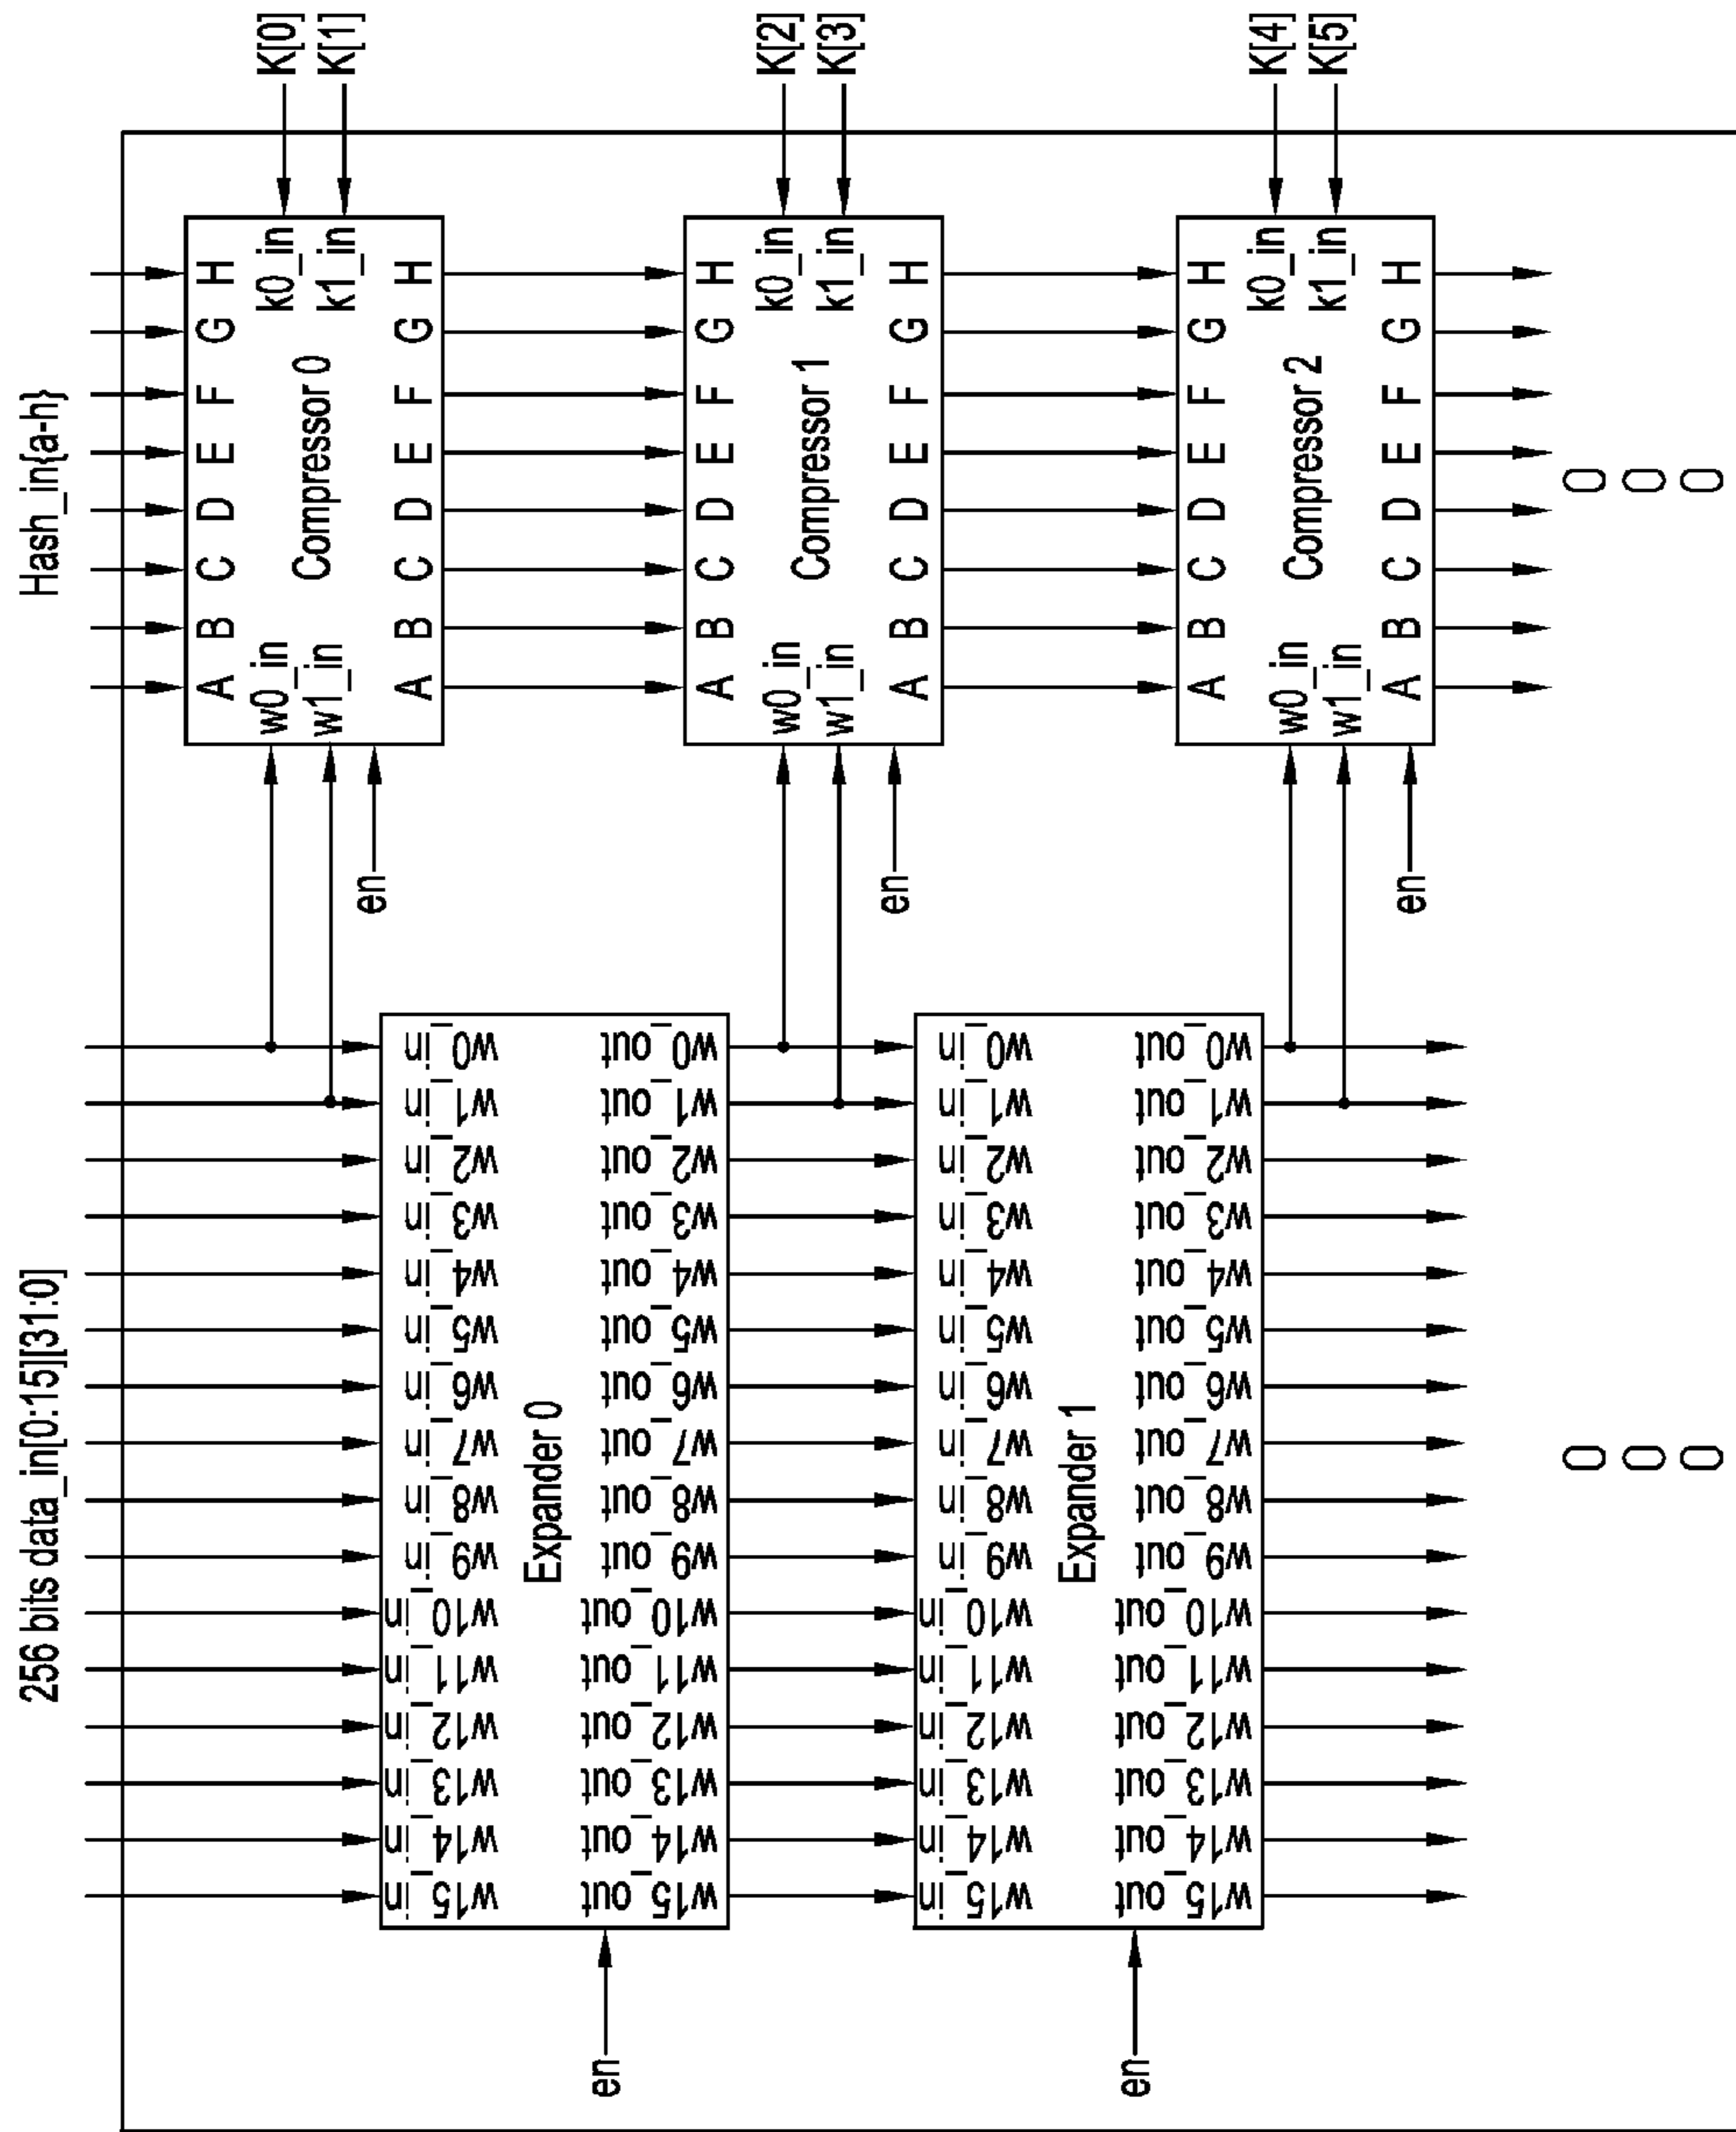 256 bits data_in[0:15][31:0]
Hash_in{a-h}
w15_in w14_in w13_in w12_in w11_in w10_in w9_in w8_in w7_in w6_in w5_in w4_in w3_in w2_in w1_in w0_in
Expander 0
w15_out w14_out w13_out w12_out w11_out w10_out w9_out w8_out w7_out w6_out w5_out w4_out w3_out w2_out w1_out w0_out
en
A B C D E F G H
w0_in
k0_in
w1_in
Compressor 0
k1_in
A B C D E F G H
en
K[0]
K[1]
w15_in w14_in w13_in w12_in w11_in w10_in w9_in w8_in w7_in w6_in w5_in w4_in w3_in w2_in w1_in w0_in
Expander 1
w15_out w14_out w13_out w12_out w11_out w10_out w9_out w8_out w7_out w6_out w5_out w4_out w3_out w2_out w1_out w0_out
en
A B C D E F G H
w0_in
k0_in
w1_in
Compressor 1
k1_in
A B C D E F G H
en
K[2]
K[3]
A B C D E F G H
w0_in
k0_in
w1_in
Compressor 2
k1_in
A B C D E F G H
en
K[4]
K[5]